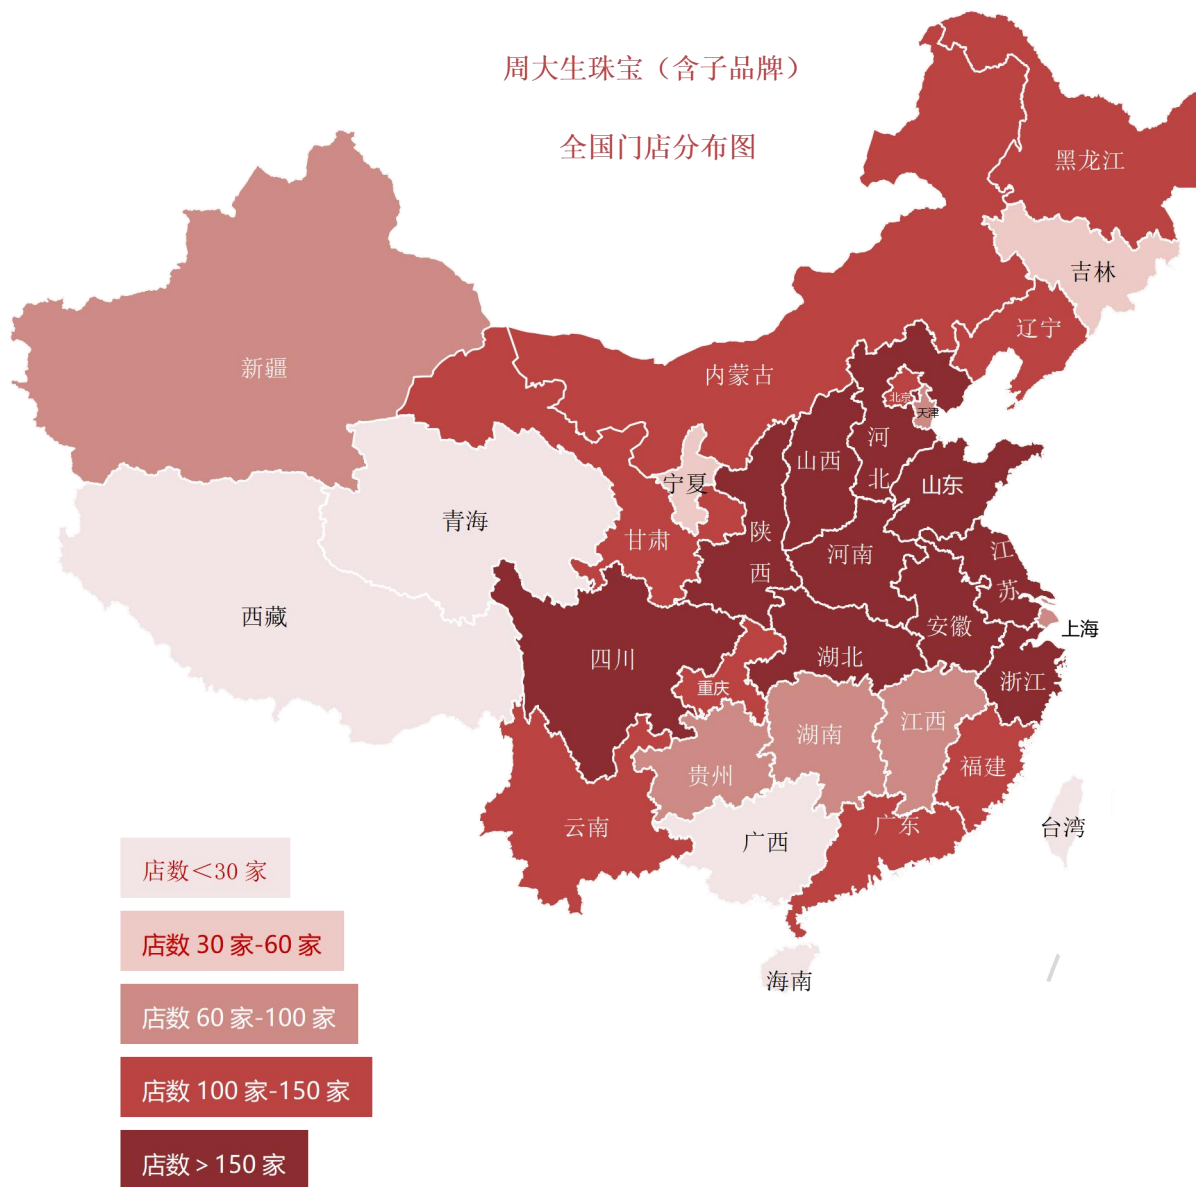 周大生珠宝（含子品牌）
全国门店分布图
黑龙江
吉林
辽宁
新疆
内蒙古
北京
天津
河
北
山西
山东
宁夏
青海
甘肃
陕
西
河南
江
苏
西藏
安徽
上海
四川
湖北
浙江
重庆
湖南
江西
福建
贵州
云南
广西
广东
台湾
海南
店数＜30 家
店数 30 家-60 家
店数 60 家-100 家
店数 100 家-150 家
店数 > 150 家